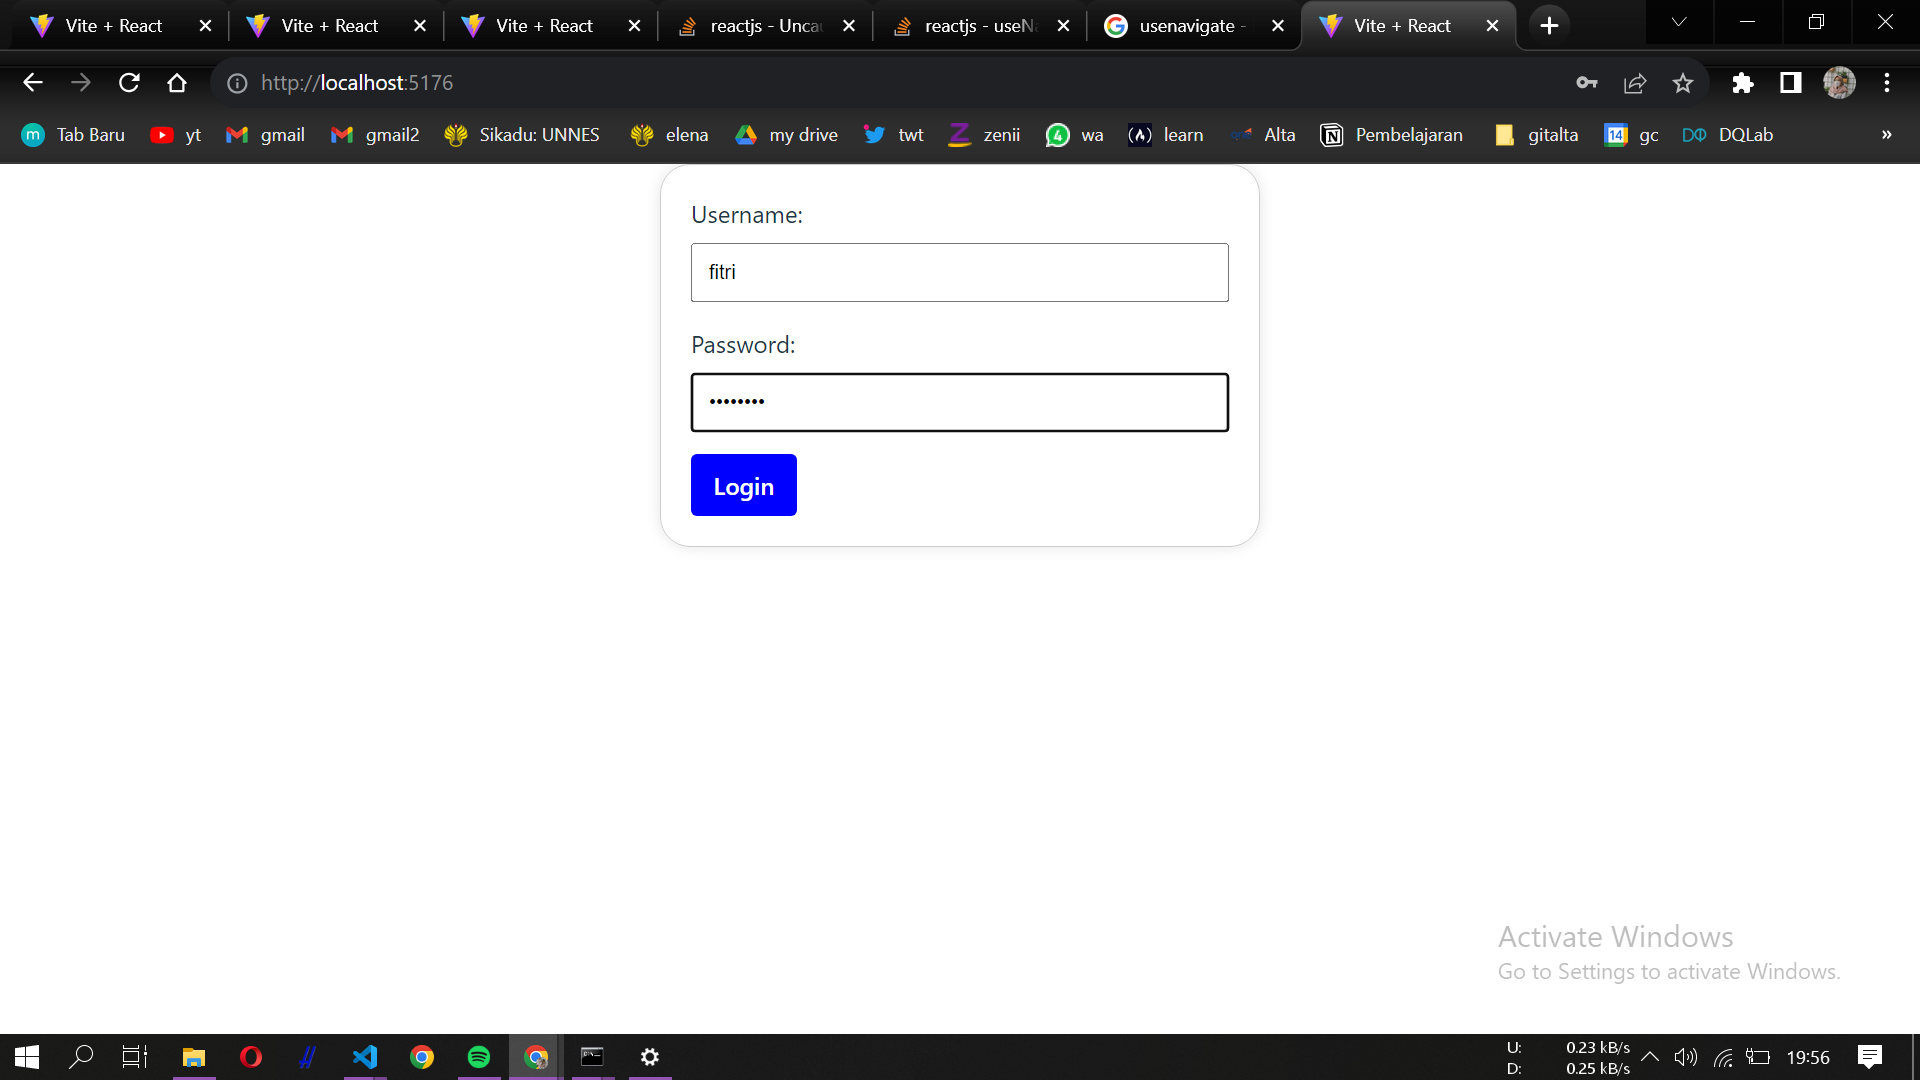 Vite + React
Vite + React
Vite + React
reactjs - Unca
reactjs - useN
usenavigate -
Vite + React
http://localhost:5176
m Tab Baru
yt
gmail
gmail2
Sikadu: UNNES
elena
my drive
twt
Z zenii
4 wa
learn
Alta
Pembelajaran
gitalta
14 gc
DQLab
»
Username:
fitri
Password:
••••••••
Login
Activate Windows
Go to Settings to activate Windows.
U: 0.23 kB/s
D: 0.25 kB/s
19:56